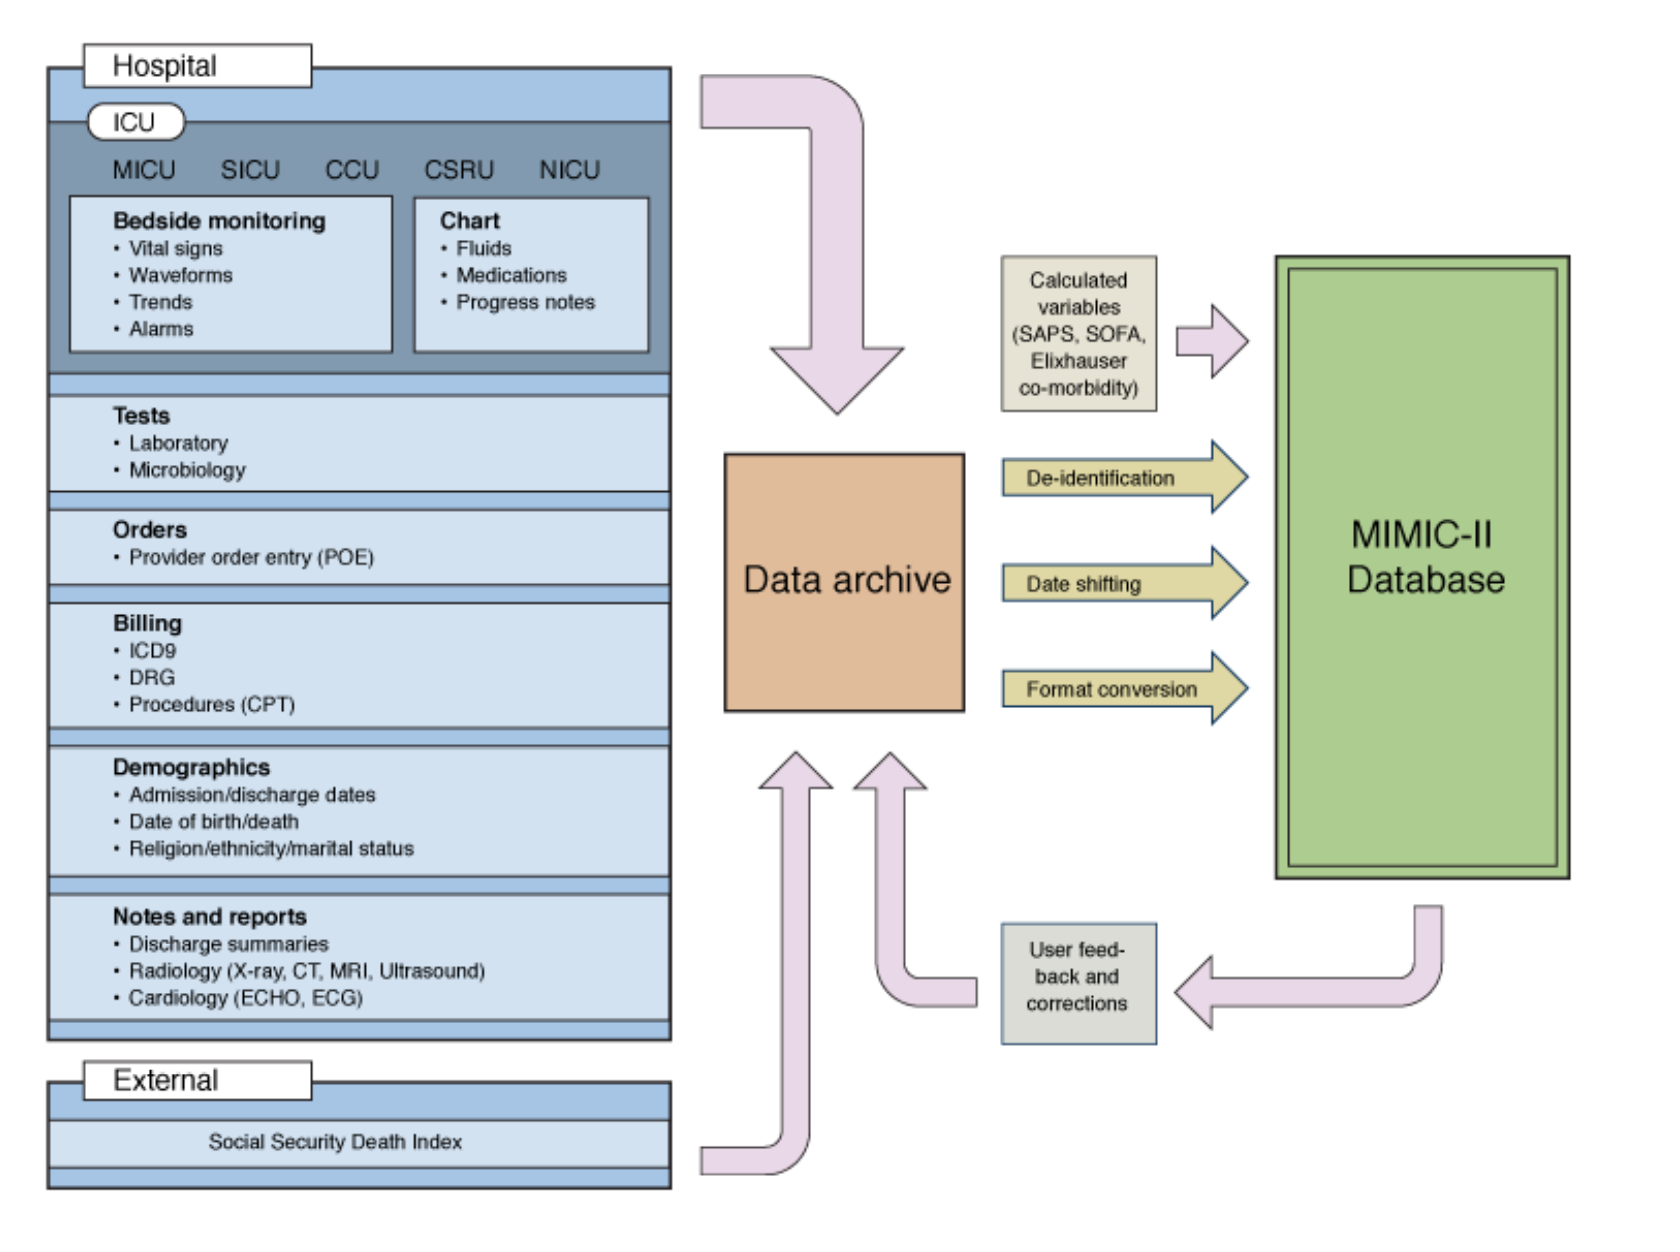 Hospital
ICU
MICU SICU CCU CSRU NICU
Bedside monitoring
• Vital signs
• Waveforms
• Trends
• Alarms
Chart
• Fluids
• Medications
• Progress notes
Tests
• Laboratory
• Microbiology
Orders
• Provider order entry (POE)
Billing
• ICD9
• DRG
• Procedures (CPT)
Demographics
• Admission/discharge dates
• Date of birth/death
• Religion/ethnicity/marital status
Notes and reports
• Discharge summaries
• Radiology (X-ray, CT, MRI, Ultrasound)
• Cardiology (ECHO, ECG)
External
Social Security Death Index
Data archive
Calculated
variables
(SAPS, SOFA,
Elixhauser
co-morbidity)
De-identification
Date shifting
Format conversion
MIMIC-II
Database
User feed-
back and
corrections